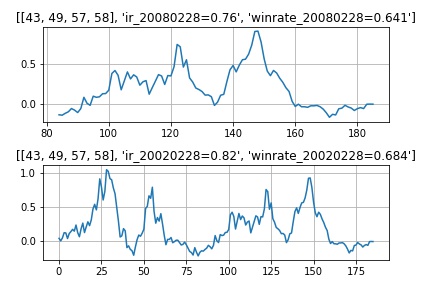 [[43, 49, 57, 58], 'ir_20080228=0.76', 'winrate_20080228=0.641']
0.5
0.0
80 100 120 140 160 180
[[43, 49, 57, 58], 'ir_20020228=0.82', 'winrate_20020228=0.684']
1.0
0.5
0.0
0 25 50 75 100 125 150 175